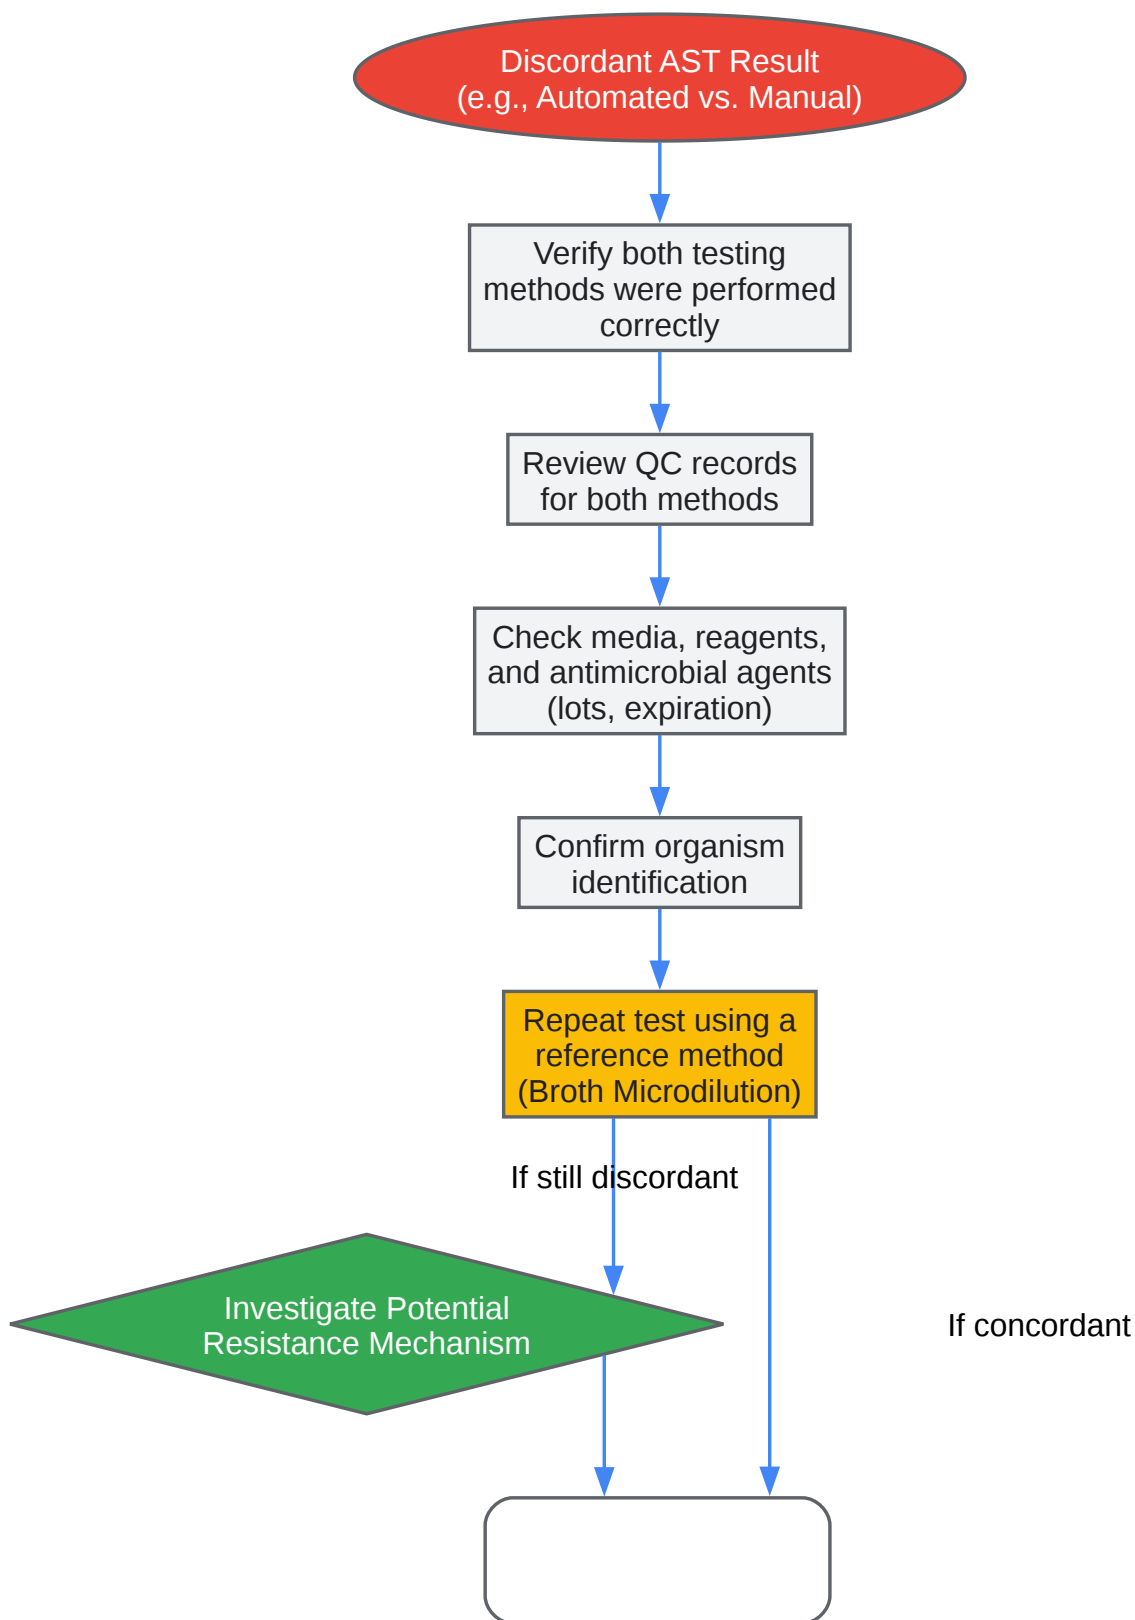 Discordant AST Result
(e.g., Automated vs. Manual)
Verify both testing
methods were performed
correctly
Review QC records
for both methods
Check media, reagents,
and antimicrobial agents
(lots, expiration)
Confirm organism
identification
Repeat test using a
reference method
(Broth Microdilution)
If still discordant
Investigate Potential
Resistance Mechanism
If concordant